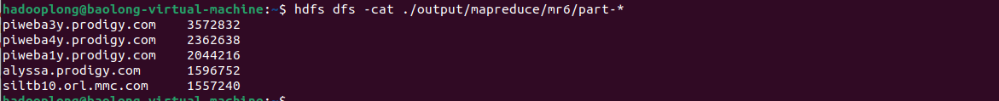 hadooplong@baolong-virtual-machine:~$ hdfs dfs -cat ./output/mapreduce/mr6/part-*
piweba3y.prodigy.com    3572832
piweba4y.prodigy.com    2362638
piweba1y.prodigy.com    2044216
alyssa.prodigy.com      1596752
siltb10.orl.mmc.com     1557240
hadooplong@baolong-virtual-machine:~$